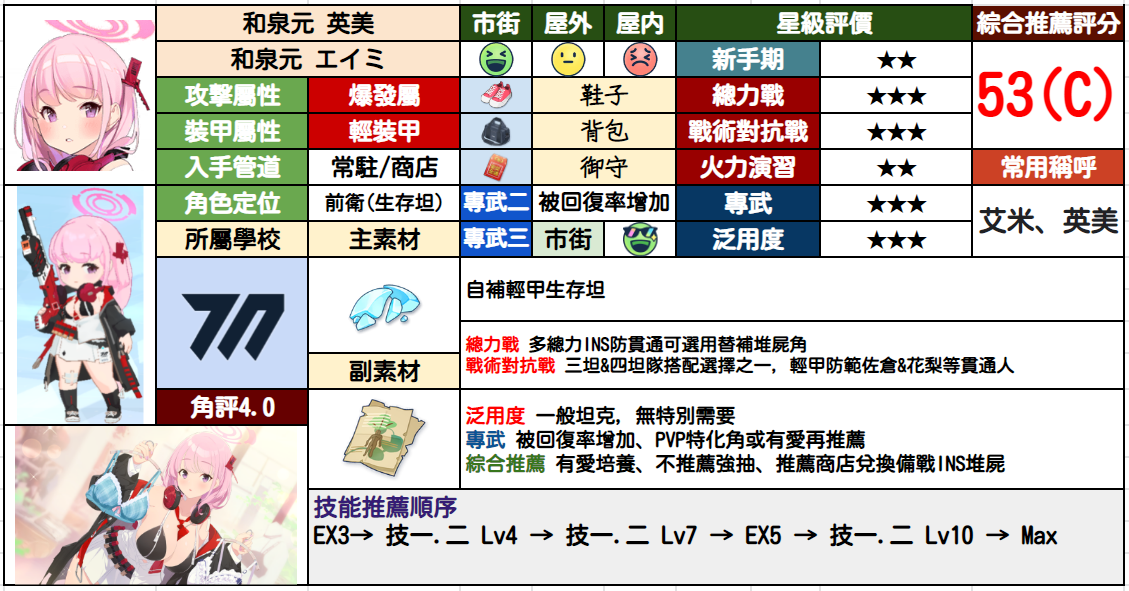 和泉元 英美 市街 屋外 屋內 星級評價 綜合推薦評分
和泉元 エイミ 新手期 ★★ 53(C)
攻擊屬性 爆發屬 鞋子 總力戰 ★★★
裝甲屬性 輕裝甲 背包 戰術對抗戰 ★★★
入手管道 常駐/商店 御守 火力演習 ★★ 常用稱呼
角色定位 前衛(生存坦) 專武二 被回復率增加 專武 ★★★ 艾米、英美
所屬學校 主素材 專武三 市街 泛用度 ★★★
自補輕甲生存坦
總力戰 多總力INS防貫通可選用替補堆屍角
戰術對抗戰 三坦&四坦隊搭配選擇之一, 輕甲防範佐倉&花梨等貫通人
副素材
角評4.0
泛用度 一般坦克, 無特別需要
專武 被回復率增加、PVP特化角或有愛再推薦
綜合推薦 有愛培養、不推薦強抽、推薦商店兌換備戰INS堆屍
技能推薦順序
EX3→ 技一.二 Lv4 → 技一.二 Lv7 → EX5 → 技一.二 Lv10 → Max